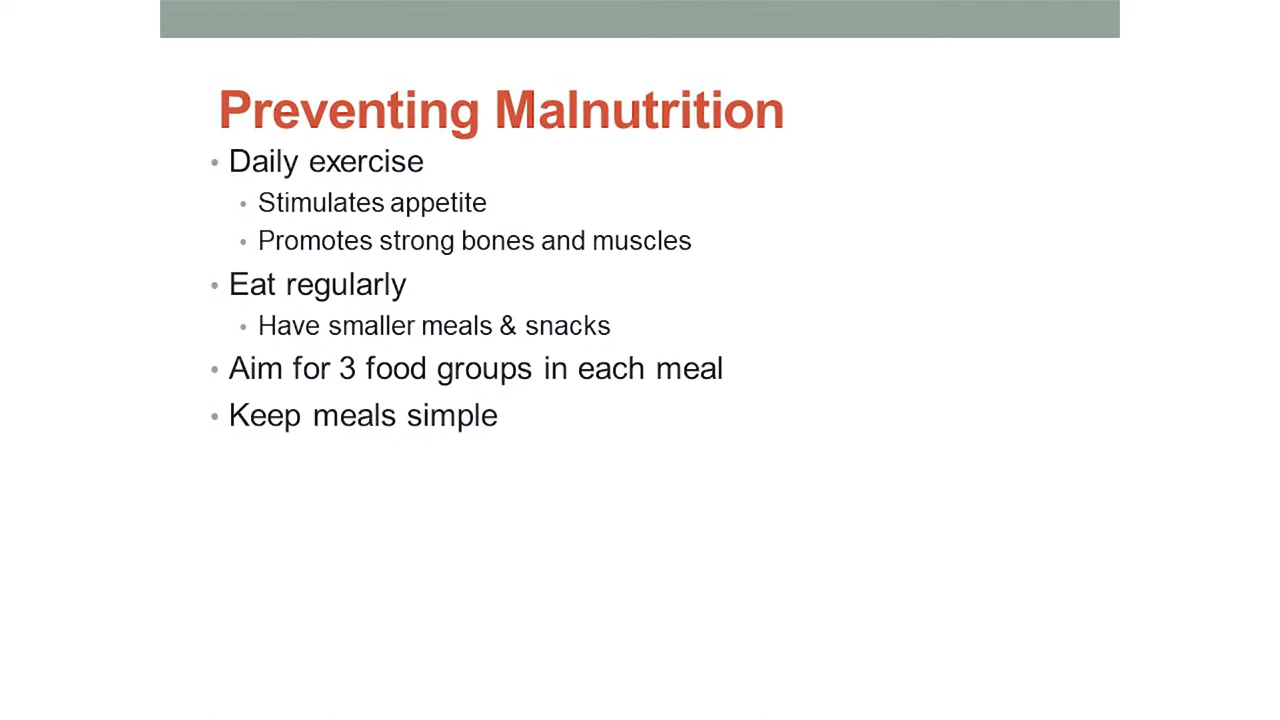 Preventing Malnutrition
• Daily exercise
• Stimulates appetite
• Promotes strong bones and muscles
• Eat regularly
• Have smaller meals & snacks
• Aim for 3 food groups in each meal
• Keep meals simple